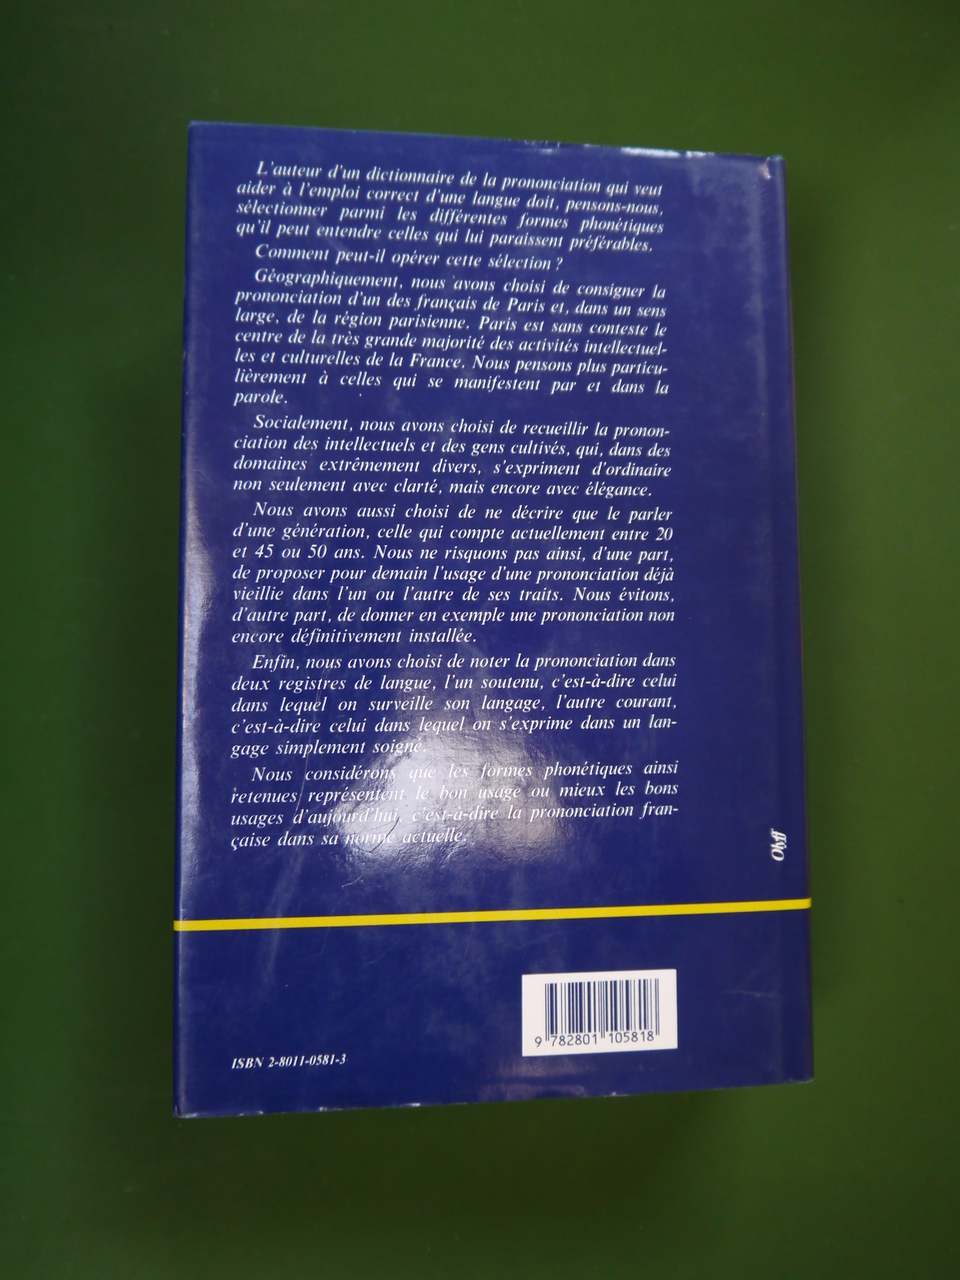 L'auteur d'un dictionnaire de la prononciation qui veut
aider à l'emploi correct d'une langue doit, pensons-nous,
sélectionner parmi les différentes formes phonétiques
qu'il peut entendre celles qui lui paraissent préférables.
Comment peut-il opérer cette sélection ?
Géographiquement, nous avons choisi de consigner la
prononciation d'un des français de Paris et, dans un sens
large, de la région parisienne. Paris est sans conteste le
centre de la très grande majorité des activités intellectuel-
les et culturelles de la France. Nous pensons plus particu-
lièrement à celles qui se manifestent par et dans la
parole.
Socialement, nous avons choisi de recueillir la pronon-
ciation des intellectuels et des gens cultivés, qui, dans des
domaines extrêmement divers, s'expriment d'ordinaire
non seulement avec clarté, mais encore avec élégance.
Nous avons aussi choisi de ne décrire que le parler
d'une génération, celle qui compte actuellement entre 20
et 45 ou 50 ans. Nous ne risquons pas ainsi, d'une part,
de proposer pour demain l'usage d'une prononciation déjà
vieillie dans l'un ou l'autre de ses traits. Nous évitons,
d'autre part, de donner en exemple une prononciation non
encore définitivement installée.
Enfin, nous avons choisi de noter la prononciation dans
deux registres de langue, l'un soutenu, c'est-à-dire celui
dans lequel on surveille son langage, l'autre courant,
c'est-à-dire celui dans lequel on s'exprime dans un lan-
gage simplement soigné.
Nous considérons que les formes phonétiques ainsi
retenues représentent le bon usage ou mieux les bons
usages d'aujourd'hui, c'est-à-dire la prononciation fran-
çaise dans sa norme actuelle.
Olyff
9 782801 105818
ISBN 2-8011-0581-3